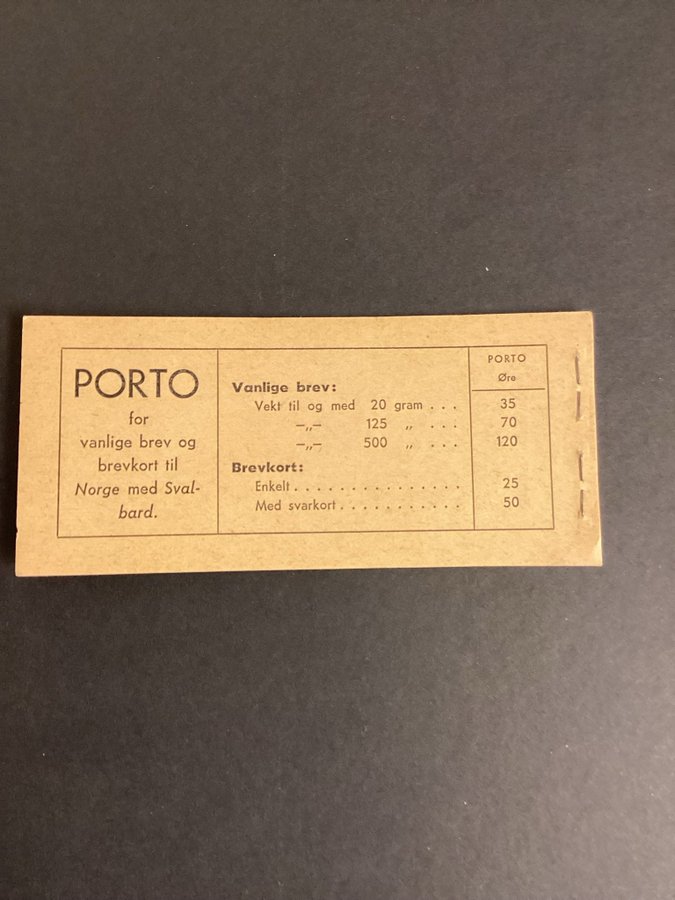 PORTO
for
vanlige brev og
brevkort til
Norge med Sval-
bard.
Vanlige brev:
Vekt til og med 20 gram . . .
—„— 125 „ . . .
—„— 500 „ . . .
Brevkort:
Enkelt . . . . . . . . . . . . . . .
Med svarkort . . . . . . . . . . .
PORTO
Øre
35
70
120
25
50